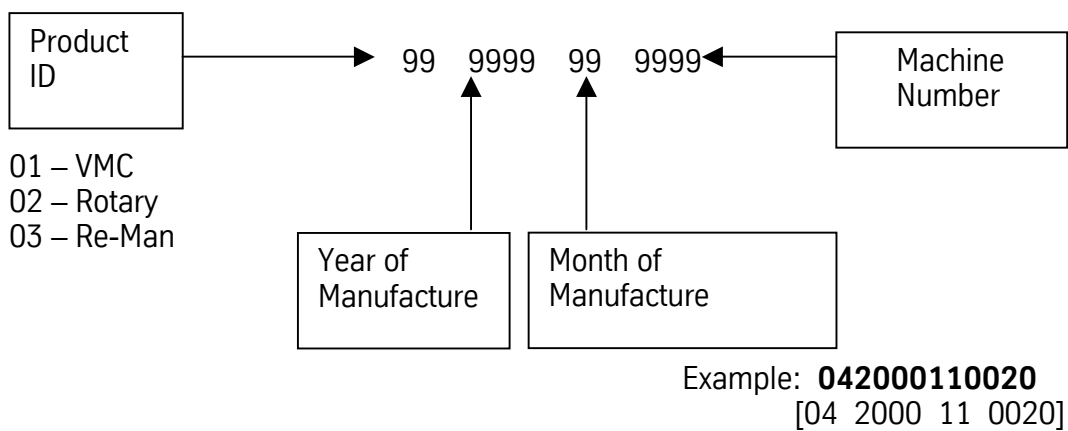 Product
ID
99 9999 99 9999
Machine
Number
01 – VMC
02 – Rotary
03 – Re-Man
Year of
Manufacture
Month of
Manufacture
Example: 042000110020
[04 2000 11 0020]